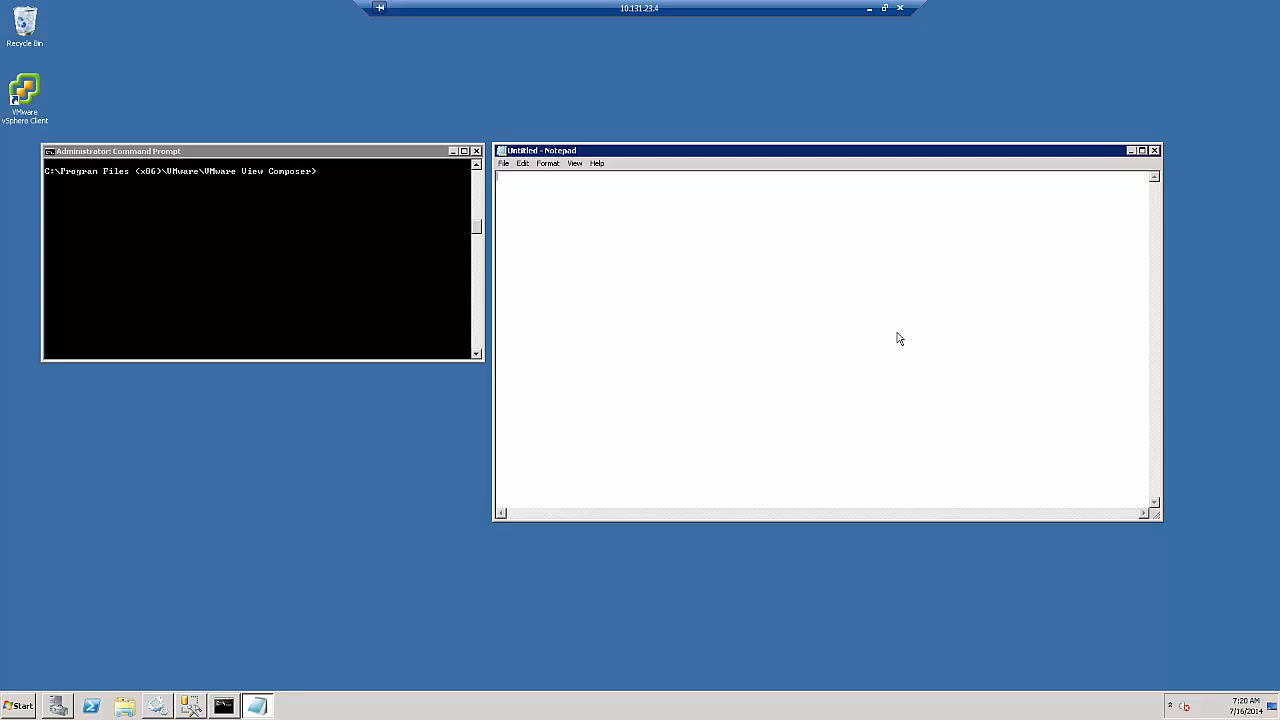 10.131.23.4
Recycle Bin
VMware
vSphere Client
Administrator: Command Prompt
C:\Program Files (x86)\VMware\VMware View Composer>
Untitled - Notepad
File Edit Format View Help
Start
7:20 AM
7/16/2014